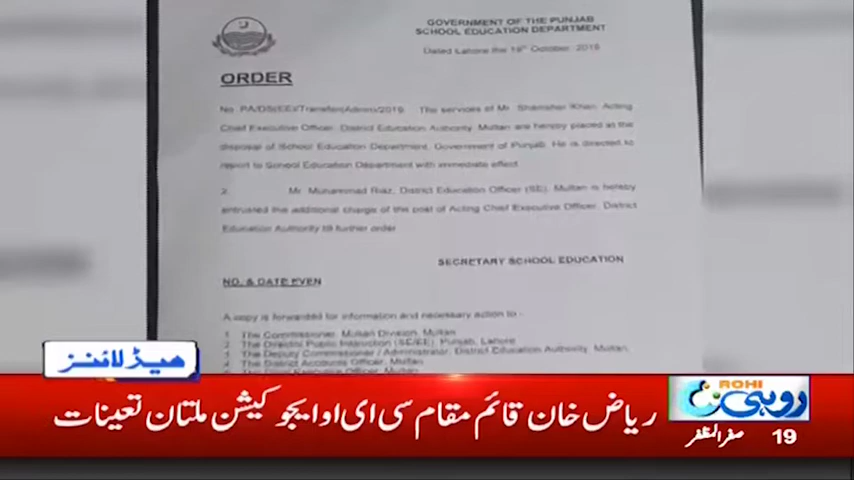 GOVERNMENT OF THE PUNJAB
SCHOOL EDUCATION DEPARTMENT
Dated Lahore the 19th October, 2019
ORDER
No. PA/DS(EE)/Transfer(Admn)/2019. The services of Mr. Shamsher Khan, Acting
Chief Executive Officer, District Education Authority, Multan are hereby placed at the
disposal of School Education Department, Government of Punjab. He is directed to
report to School Education Department with immediate effect.
2. Mr. Muhammad Riaz, District Education Officer (SE), Multan is hereby
entrusted the additional charge of the post of Acting Chief Executive Officer, District
Education Authority till further order.
SECRETARY SCHOOL EDUCATION
NO. & DATE EVEN
A copy is forwarded for information and necessary action to:-
1. The Commissioner, Multan Division, Multan.
2. The Director Public Instruction (SE/EE), Punjab, Lahore
3. The Deputy Commissioner / Administrator, District Education Authority, Multan.
4. The District Accounts Officer, Multan
Executive Officer, Multan
ہیڈلائنز
ریاض خان قائم مقام سی ای او ایجوکیشن ملتان تعینات
ROHI
روہی
19 صفرالمظفر